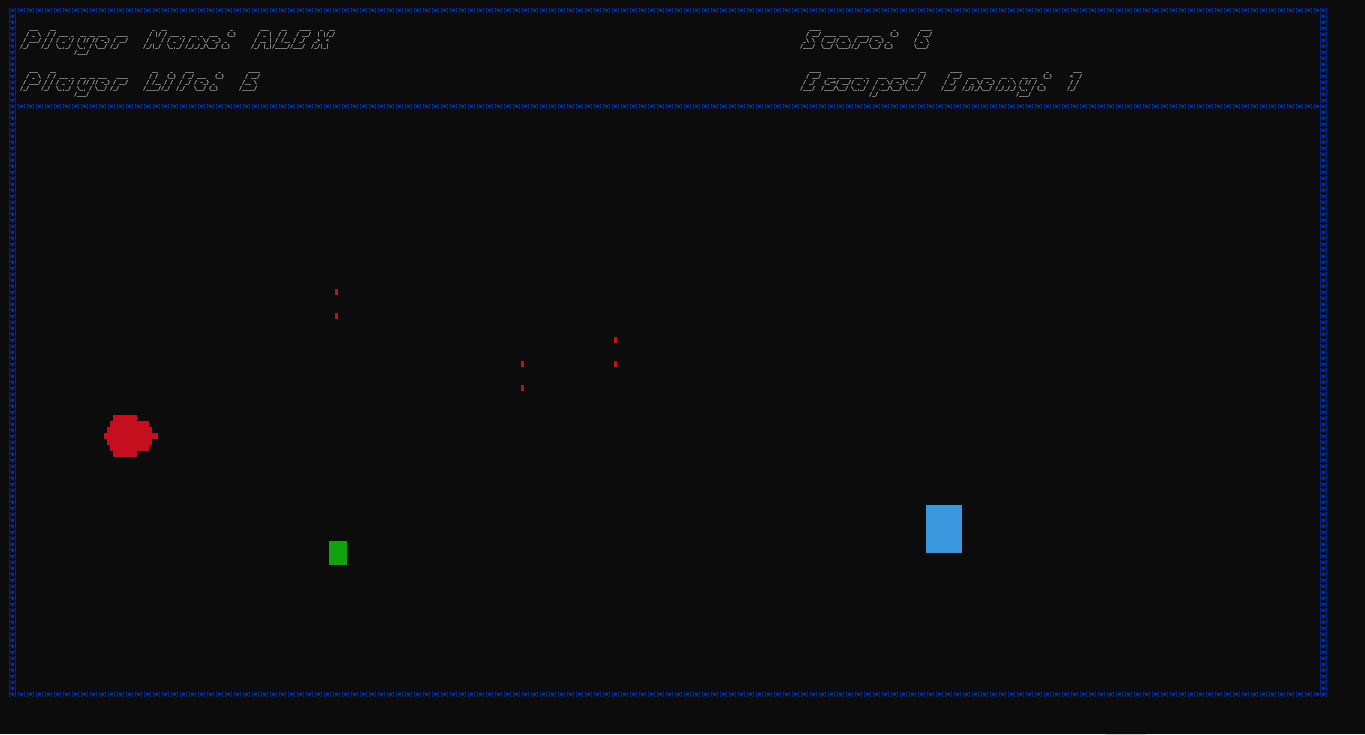 Player Name: ALEX
Score: 6
Player Life: 5
Escaped Enemy: 1